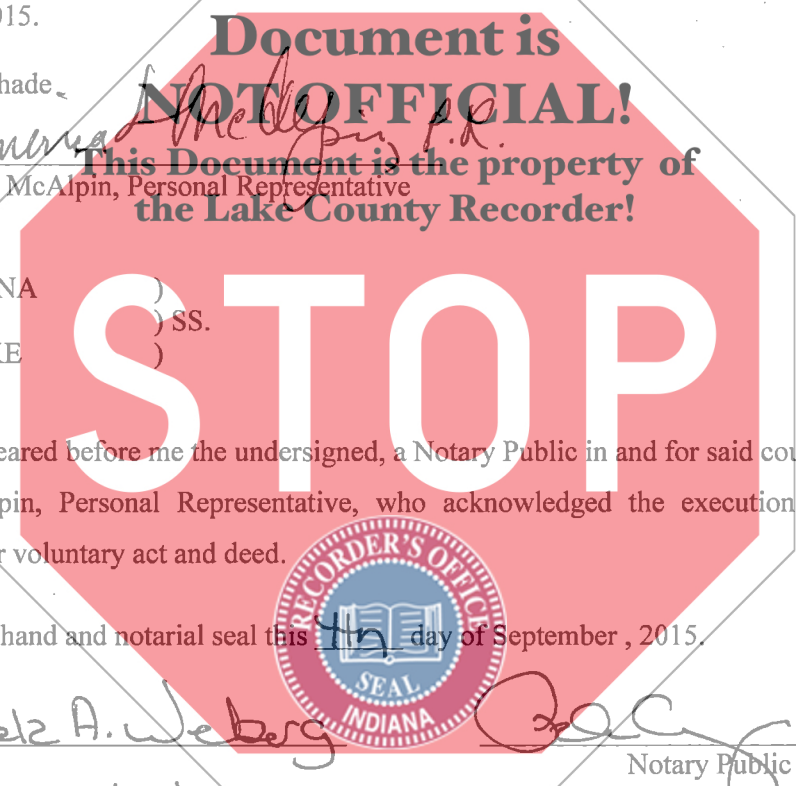 015.
Document is
hade
NOT OFFICIAL!
McAlpin, P.R.
This Document is the property of
McAlpin, Personal Representative
the Lake County Recorder!
NA )
) SS.
KE )
STOP
eared before me the undersigned, a Notary Public in and for said cou
pin, Personal Representative, who acknowledged the execution
r voluntary act and deed.
RECORDER'S OFFICE
hand and notarial seal this 4th day of September , 2015.
SEAL
INDIANA
A. Weberg
Notary Public